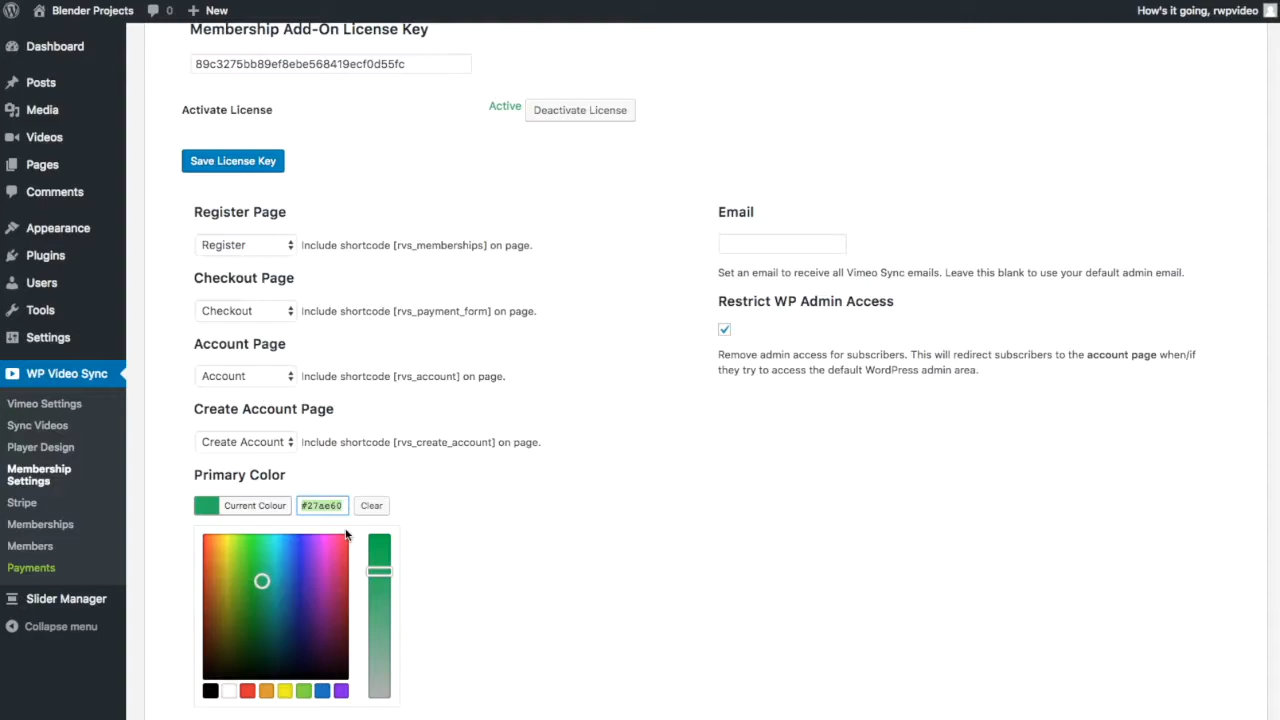 Blender Projects
0
New
How's it going, rwpvideo
Dashboard
Posts
Media
Videos
Pages
Comments
Appearance
Plugins
Users
Tools
Settings
WP Video Sync
Vimeo Settings
Sync Videos
Player Design
Membership
Settings
Stripe
Memberships
Members
Payments
Slider Manager
Collapse menu
Membership Add-On License Key
89c3275bb89ef8ebe568419ecf0d55fc
Activate License
Active
Deactivate License
Save License Key
Register Page
Register
Include shortcode [rvs_memberships] on page.
Checkout Page
Checkout
Include shortcode [rvs_payment_form] on page.
Account Page
Account
Include shortcode [rvs_account] on page.
Create Account Page
Create Account
Include shortcode [rvs_create_account] on page.
Primary Color
Current Colour
#27ae60
Clear
Email
Set an email to receive all Vimeo Sync emails. Leave this blank to use your default admin email.
Restrict WP Admin Access
Remove admin access for subscribers. This will redirect subscribers to the account page when/if
they try to access the default WordPress admin area.